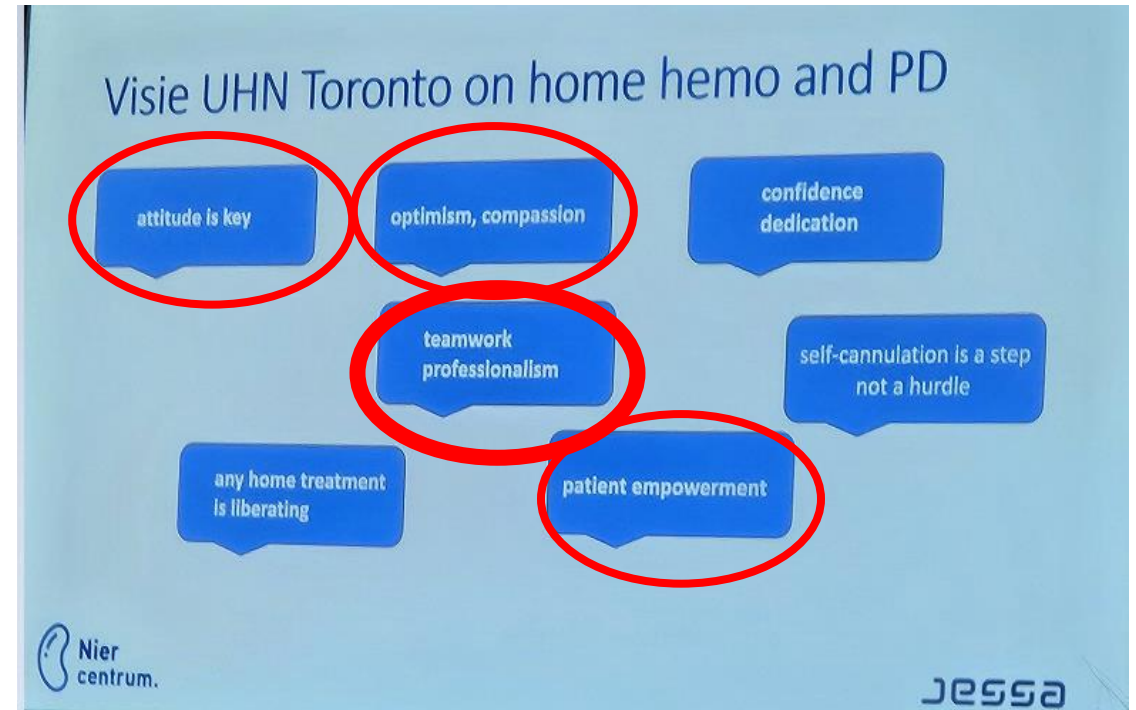 Visie UHN Toronto on home hemo and PD
attitude is key
optimism, compassion
confidence
dedication
teamwork
professionalism
self-cannulation is a step
not a hurdle
any home treatment
is liberating
patient empowerment
Nier
centrum.
Jessa